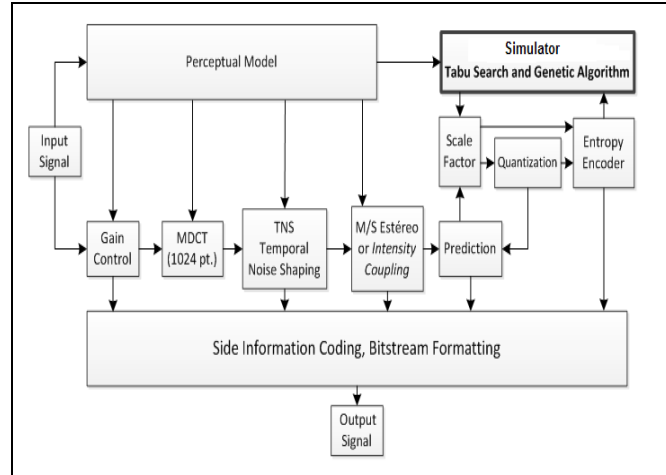 Perceptual Model
Simulator
Tabu Search and Genetic Algorithm
Input
Signal
Scale
Factor
Quantization
Entropy
Encoder
Gain
Control
MDCT
(1024 pt.)
TNS
Temporal
Noise Shaping
M/S Estéreo
or Intensity
Coupling
Prediction
Side Information Coding, Bitstream Formatting
Output
Signal